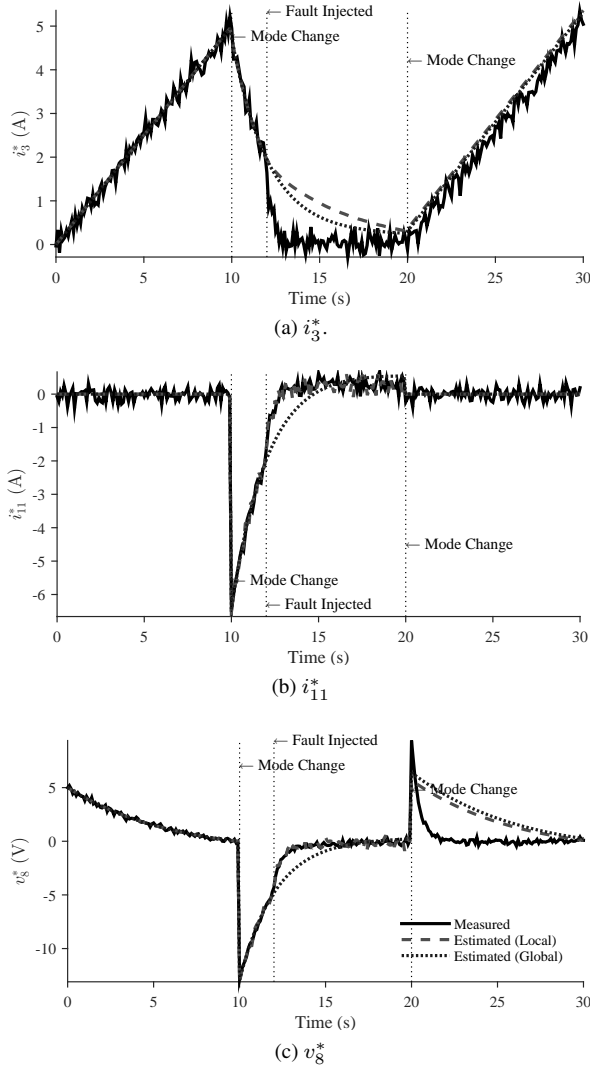 ← Fault Injected
← Mode Change
← Mode Change
5
4
3
2
1
0
i*3 (A)
0 5 10 15 20 25 30
Time (s)
(a) i*3.
0
-1
-2
-3
-4
-5
-6
i*11 (A)
← Mode Change
← Mode Change
← Fault Injected
0 5 10 15 20 25 30
Time (s)
(b) i*11
← Fault Injected
← Mode Change
← Mode Change
5
0
-5
-10
v*8 (V)
Measured
Estimated (Local)
Estimated (Global)
0 5 10 15 20 25 30
Time (s)
(c) v*8